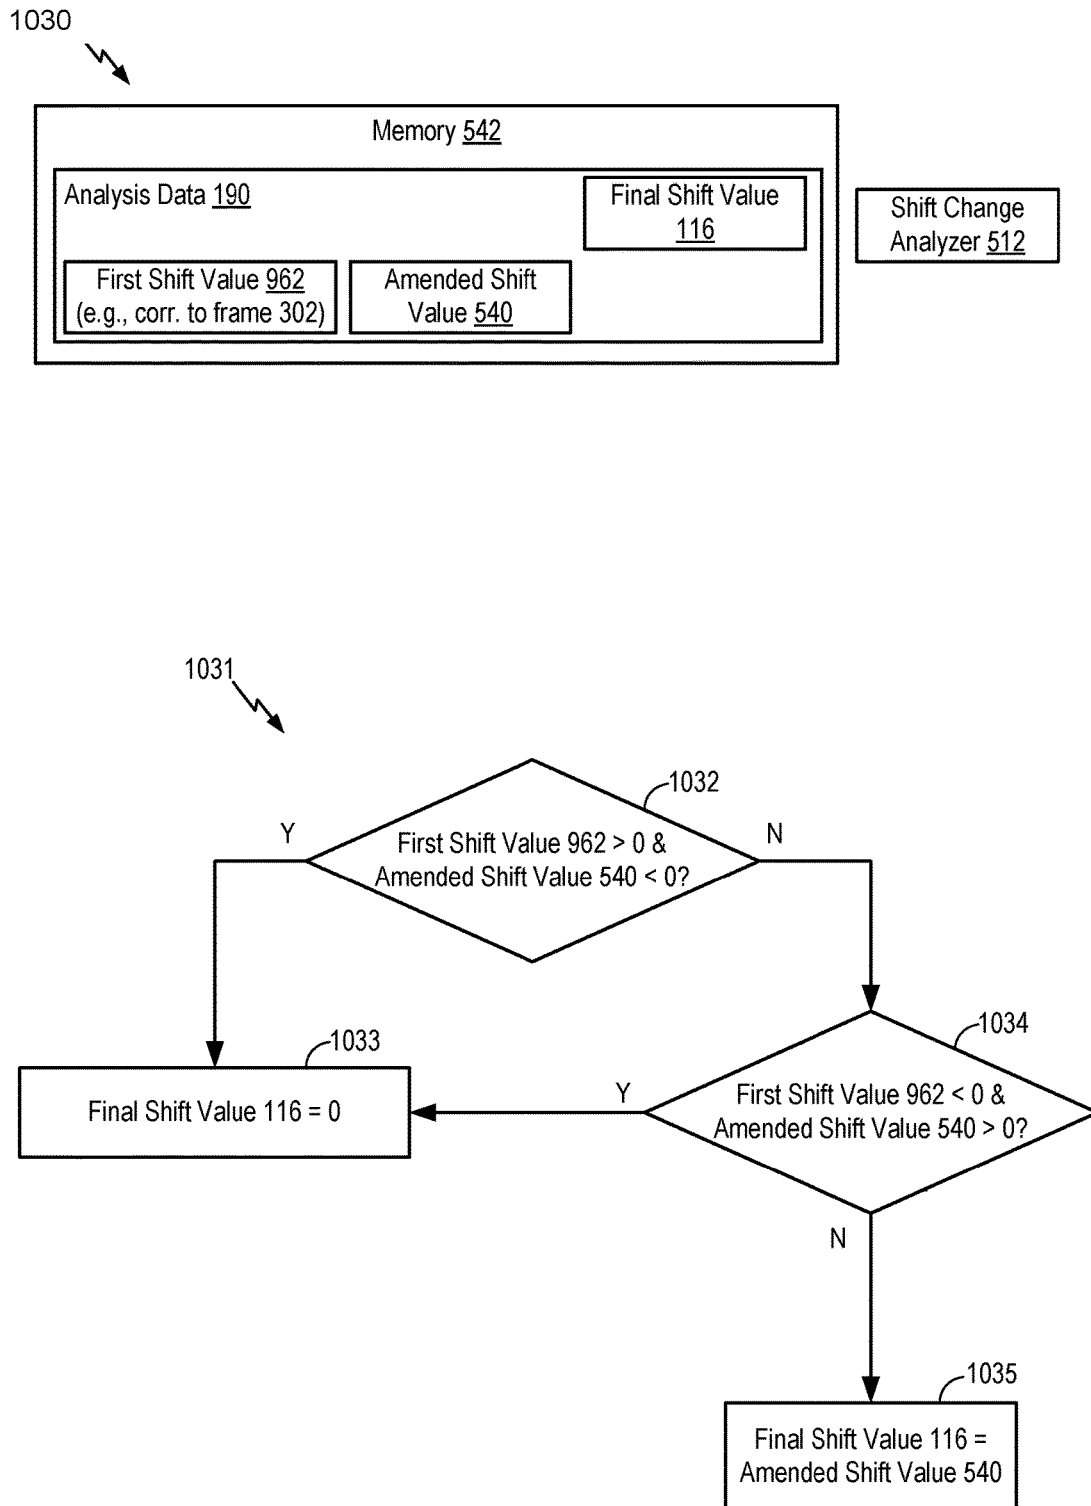 1030
Memory 542
Analysis Data 190
Final Shift Value
116
Shift Change
Analyzer 512
First Shift Value 962
(e.g., corr. to frame 302)
Amended Shift
Value 540
1031
1032
Y
N
First Shift Value 962 > 0 &
Amended Shift Value 540 < 0?
1033
Final Shift Value 116 = 0
1034
Y
First Shift Value 962 < 0 &
Amended Shift Value 540 > 0?
N
1035
Final Shift Value 116 =
Amended Shift Value 540